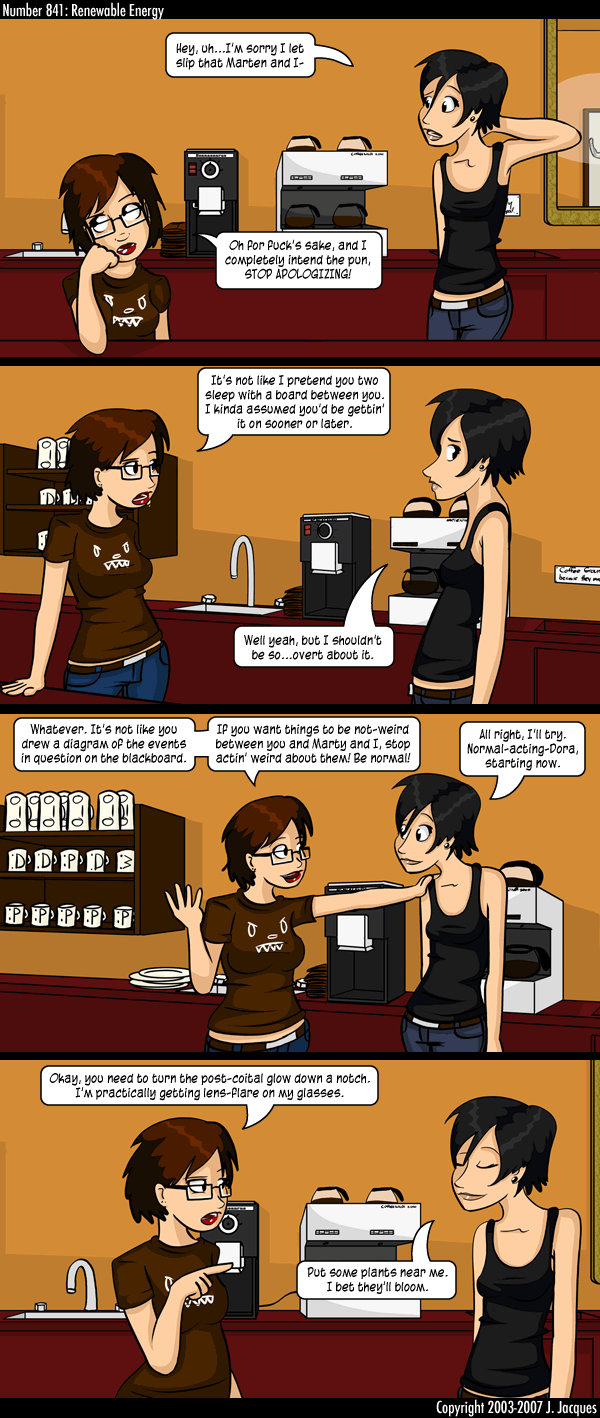 Number 841: Renewable Energy
Hey, uh...I'm sorry I let
slip that Marten and I-
Oh for fuck's sake, and I
completely intend the pun,
STOP APOLOGIZING!
It's not like I pretend you two
sleep with a board between you.
I kinda assumed you'd be gettin'
it on sooner or later.
Well yeah, but I shouldn't
be so...overt about it.
Coffee Groun
because they ma
Whatever. It's not like you
drew a diagram of the events
in question on the blackboard.
If you want things to be not-weird
between you and Marty and I, stop
actin' weird about them! Be normal!
All right, I'll try.
Normal-acting-Dora,
starting now.
:D :D :P :D
:P :P :P :P :P
Okay, you need to turn the post-coital glow down a notch.
I'm practically getting lens-flare on my glasses.
Put some plants near me.
I bet they'll bloom.
Copyright 2003-2007 J. Jacques